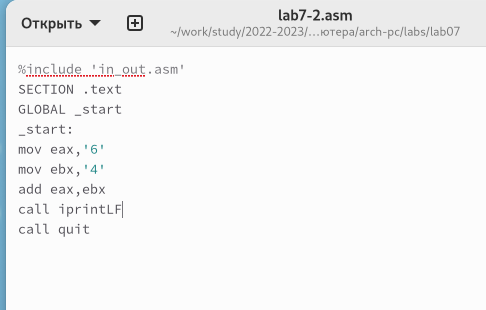 Открыть
lab7-2.asm
~/work/study/2022-2023/…ютера/arch-pc/labs/lab07
%include 'in_out.asm'
SECTION .text
GLOBAL _start
_start:
mov eax,'6'
mov ebx,'4'
add eax,ebx
call iprintLF
call quit